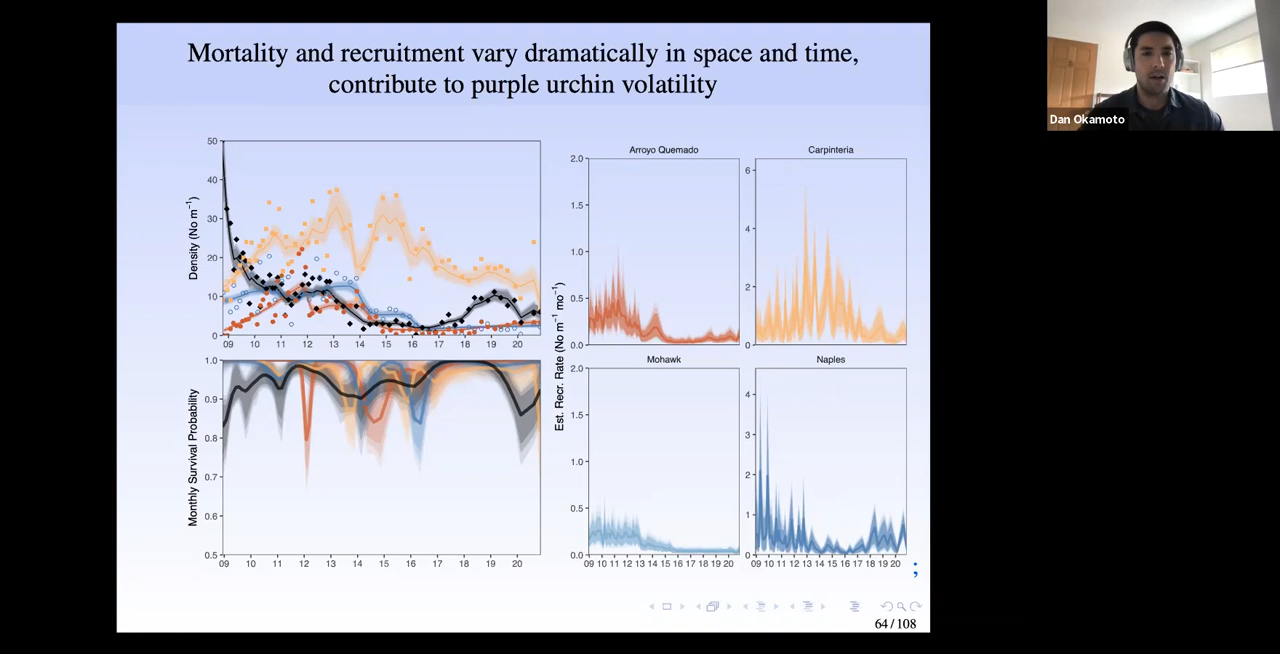 Mortality and recruitment vary dramatically in space and time,
contribute to purple urchin volatility
Dan Okamoto
Density (No m⁻¹)
50
40
30
20
10
0
09 10 11 12 13 14 15 16 17 18 19 20
Monthly Survival Probability
1.0
0.9
0.8
0.7
0.6
0.5
09 10 11 12 13 14 15 16 17 18 19 20
Est. Recr. Rate (No m⁻¹ mo⁻¹)
Arroyo Quemado
2.0
1.5
1.0
0.5
0.0
Carpinteria
6
4
2
0
Mohawk
2.0
1.5
1.0
0.5
0.0
09 10 11 12 13 14 15 16 17 18 19 20
Naples
4
3
2
1
0
09 10 11 12 13 14 15 16 17 18 19 20
;
64 / 108